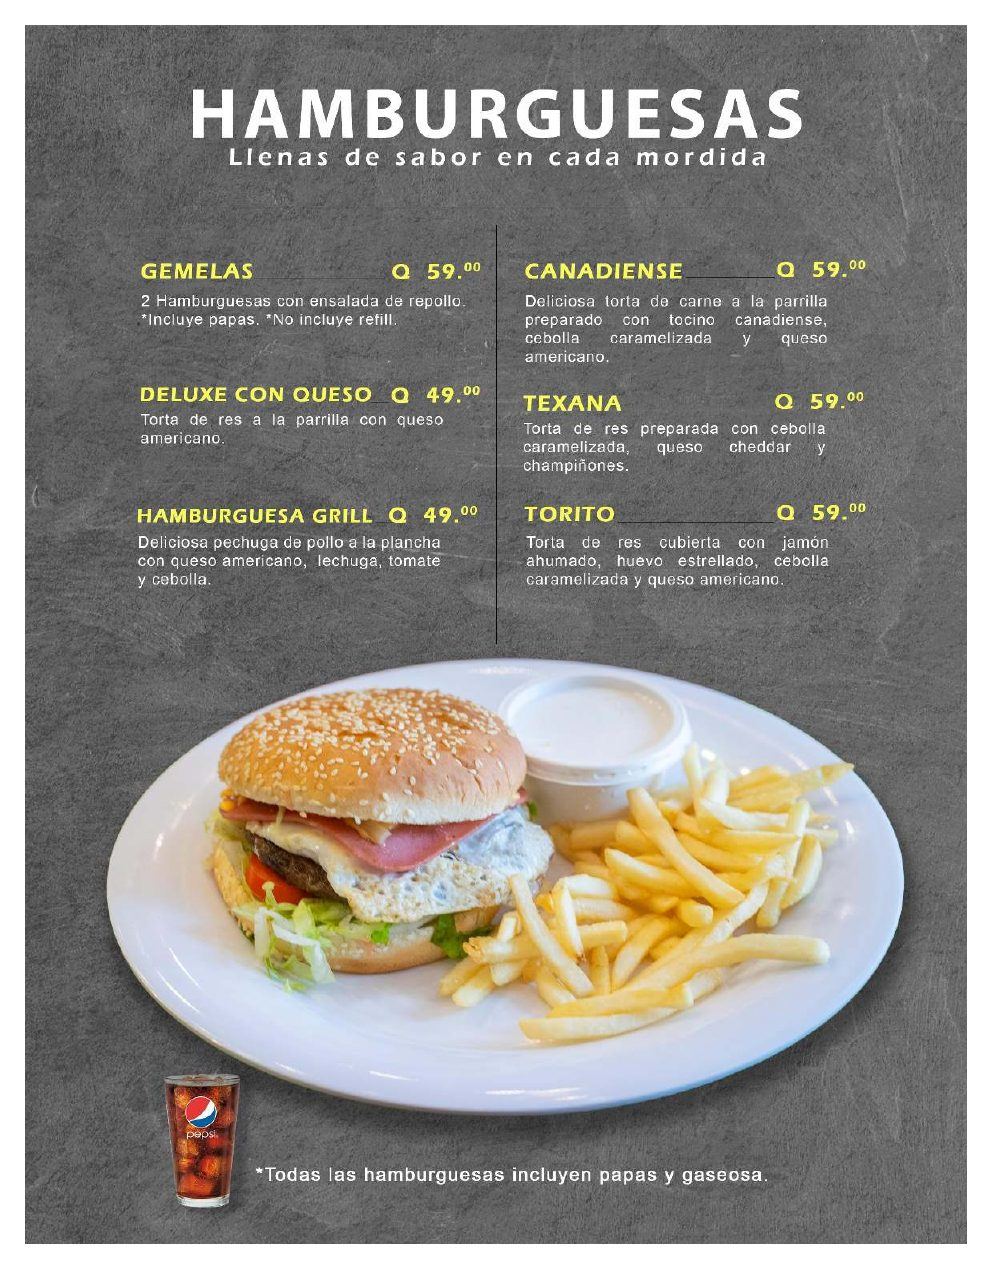 HAMBURGUESAS
Llenas de sabor en cada mordida
GEMELAS Q 59.00
2 Hamburguesas con ensalada de repollo.
*Incluye papas. *No incluye refill.
DELUXE CON QUESO Q 49.00
Torta de res a la parrilla con queso
americano.
HAMBURGUESA GRILL Q 49.00
Deliciosa pechuga de pollo a la plancha
con queso americano, lechuga, tomate
y cebolla.
CANADIENSE Q 59.00
Deliciosa torta de carne a la parrilla
preparado con tocino canadiense,
cebolla caramelizada y queso
americano.
TEXANA Q 59.00
Torta de res preparada con cebolla
caramelizada, queso cheddar y
champiñones.
TORITO Q 59.00
Torta de res cubierta con jamón
ahumado, huevo estrellado, cebolla
caramelizada y queso americano.
pepsi
*Todas las hamburguesas incluyen papas y gaseosa.